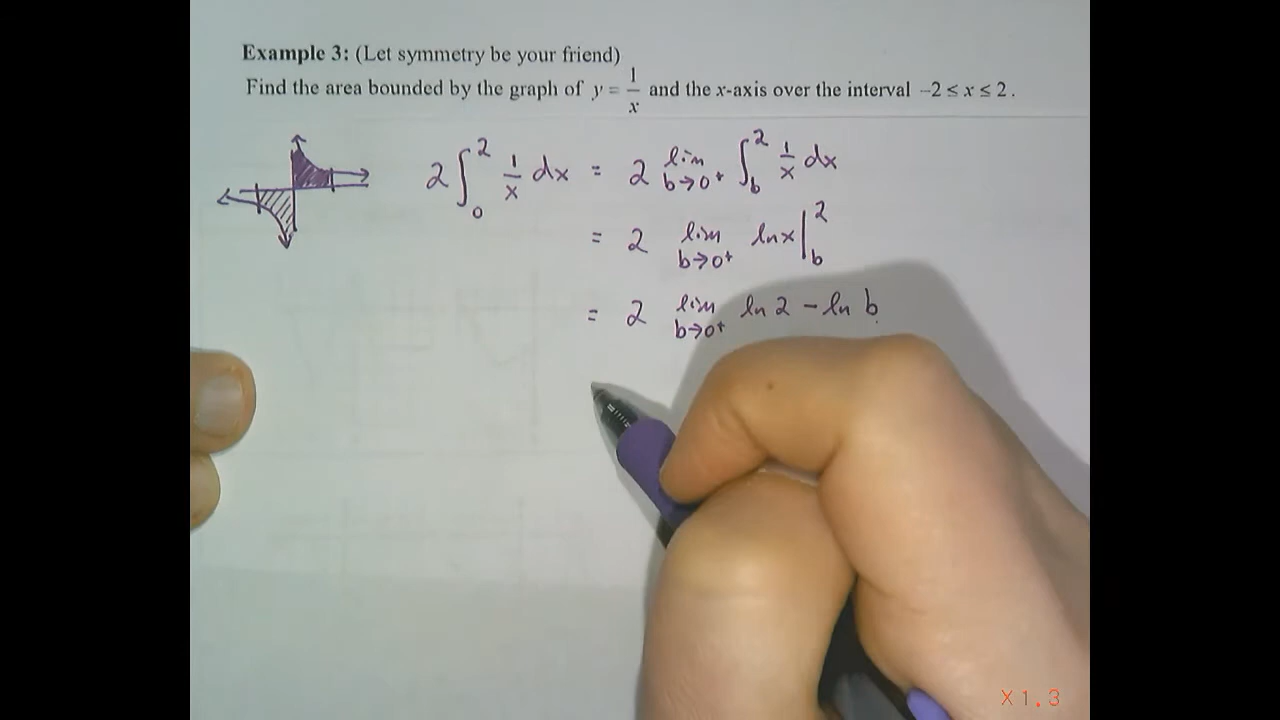 Example 3: (Let symmetry be your friend)
Find the area bounded by the graph of y = 1/x and the x-axis over the interval −2 ≤ x ≤ 2.
2 ∫₀² 1/x dx = 2 lim b→0⁺ ∫_b² 1/x dx
= 2 lim b→0⁺ ln x |_b²
= 2 lim b→0⁺ ln 2 − ln b
X1.3